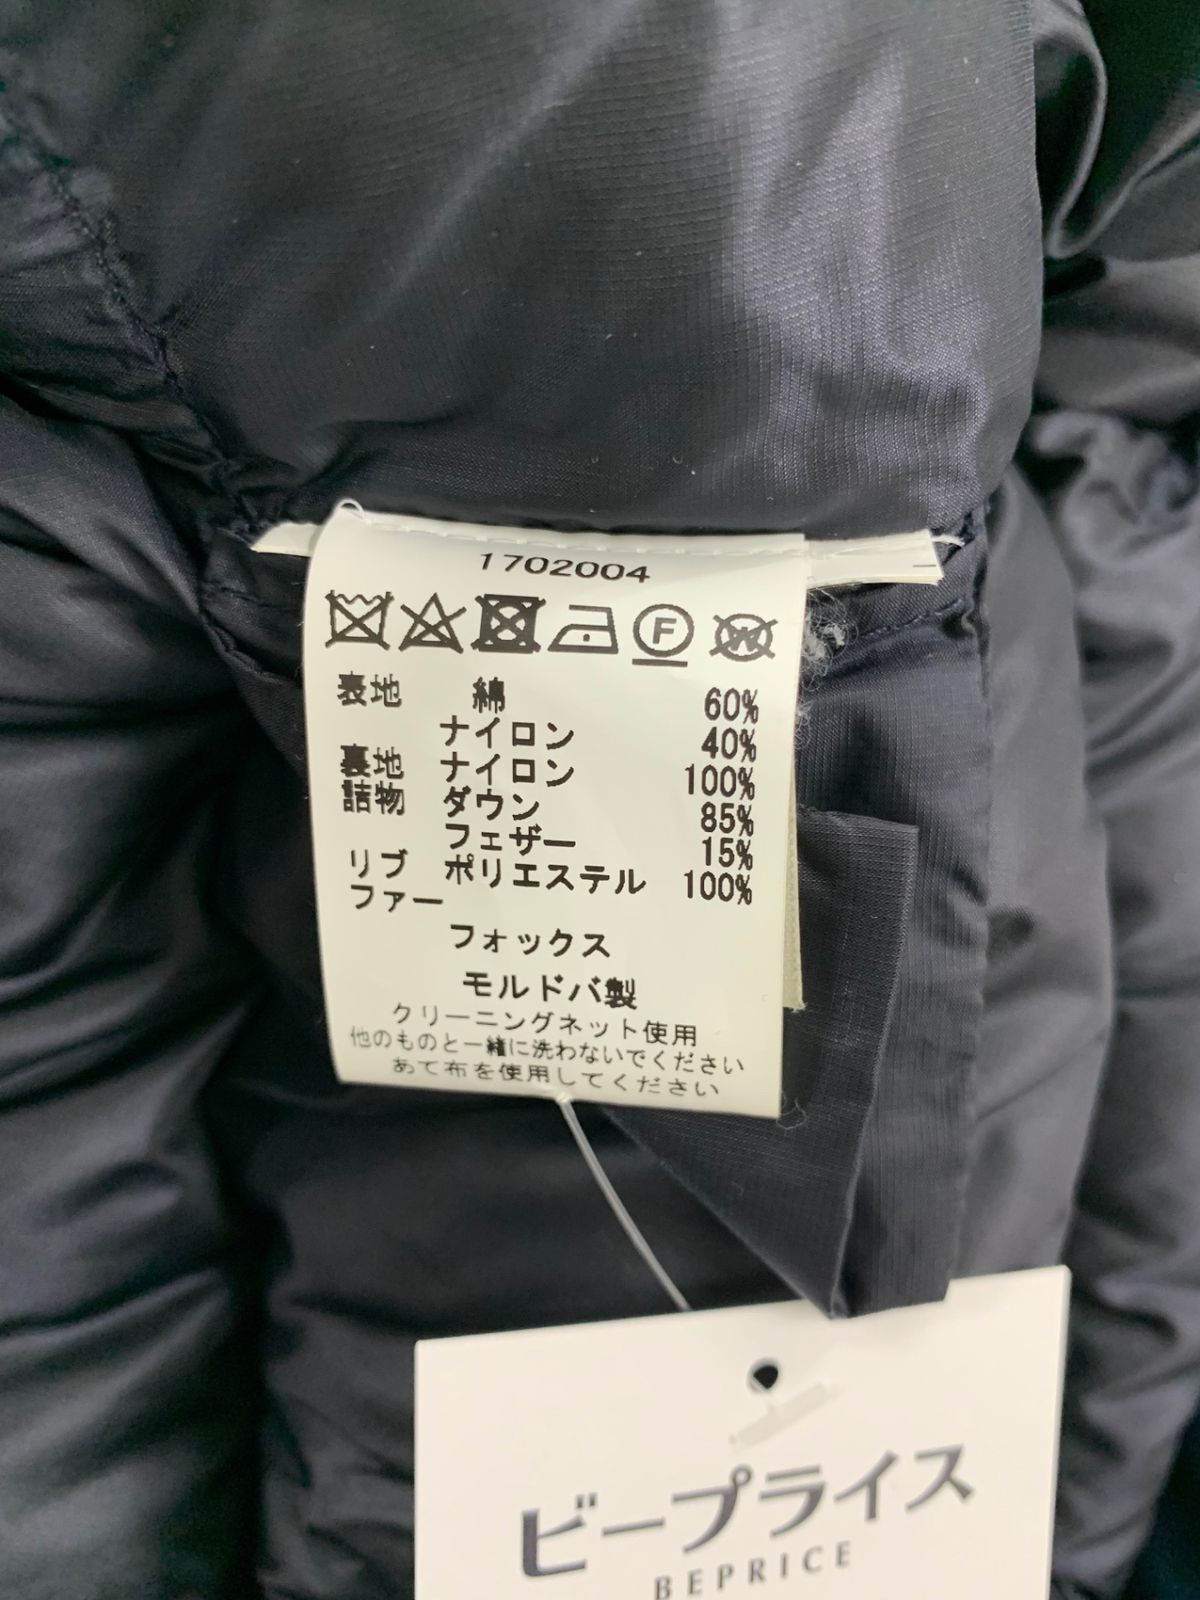 1702004
F
W
表地 綿 60%
ナイロン 40%
裏地 ナイロン 100%
詰物 ダウン 85%
フェザー 15%
リブ ポリエステル 100%
ファー
フォックス
モルドバ製
クリーニングネット使用
他のものと一緒に洗わないでください
あて布を使用してください
ビープライス
BEPRICE